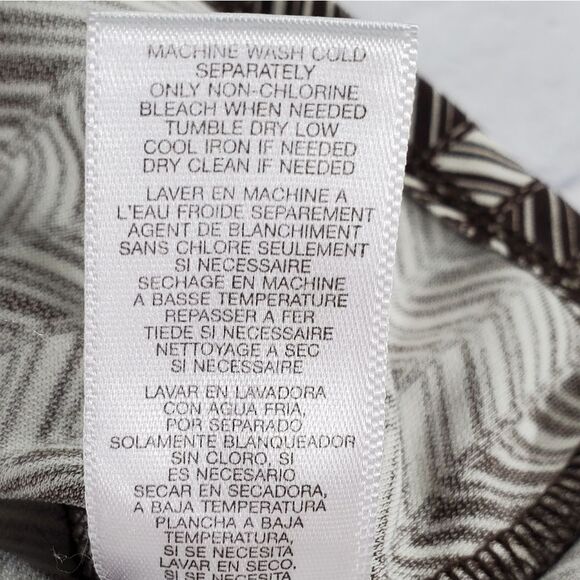 MACHINE WASH COLD
SEPARATELY
ONLY NON-CHLORINE
BLEACH WHEN NEEDED
TUMBLE DRY LOW
COOL IRON IF NEEDED
DRY CLEAN IF NEEDED
LAVER EN MACHINE A
L'EAU FROIDE SEPAREMENT
AGENT DE BLANCHIMENT
SANS CHLORE SEULEMENT
SI NECESSAIRE
SECHAGE EN MACHINE
A BASSE TEMPERATURE
REPASSER A FER
TIEDE SI NECESSAIRE
NETTOYAGE A SEC
SI NECESSAIRE
LAVAR EN LAVADORA
CON AGUA FRIA,
POR SEPARADO
SOLAMENTE BLANQUEADOR
SIN CLORO, SI
ES NECESARIO
SECAR EN SECADORA,
A BAJA TEMPERATURA
PLANCHA A BAJA
TEMPERATURA,
SI SE NECESITA
LAVAR EN SECO,
SI SE NECESITA